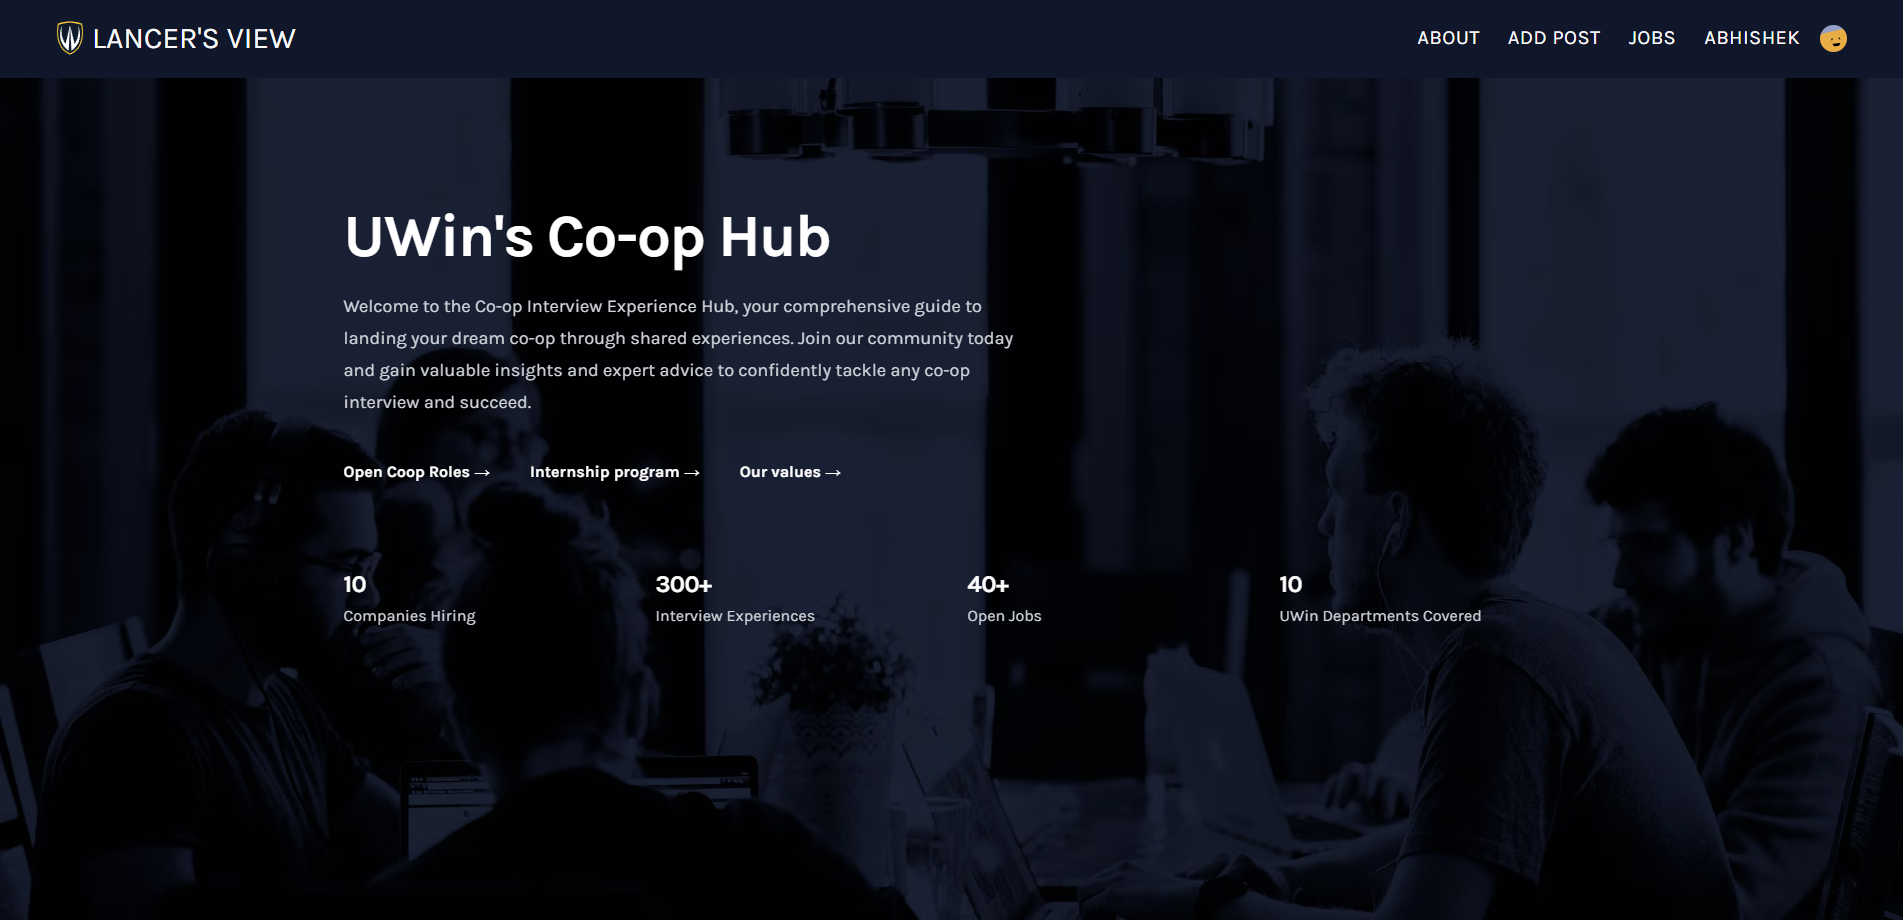 LANCER'S VIEW
ABOUT
ADD POST
JOBS
ABHISHEK
UWin's Co-op Hub
Welcome to the Co-op Interview Experience Hub, your comprehensive guide to
landing your dream co-op through shared experiences. Join our community today
and gain valuable insights and expert advice to confidently tackle any co-op
interview and succeed.
Open Coop Roles →
Internship program →
Our values →
10
Companies Hiring
300+
Interview Experiences
40+
Open Jobs
10
UWin Departments Covered